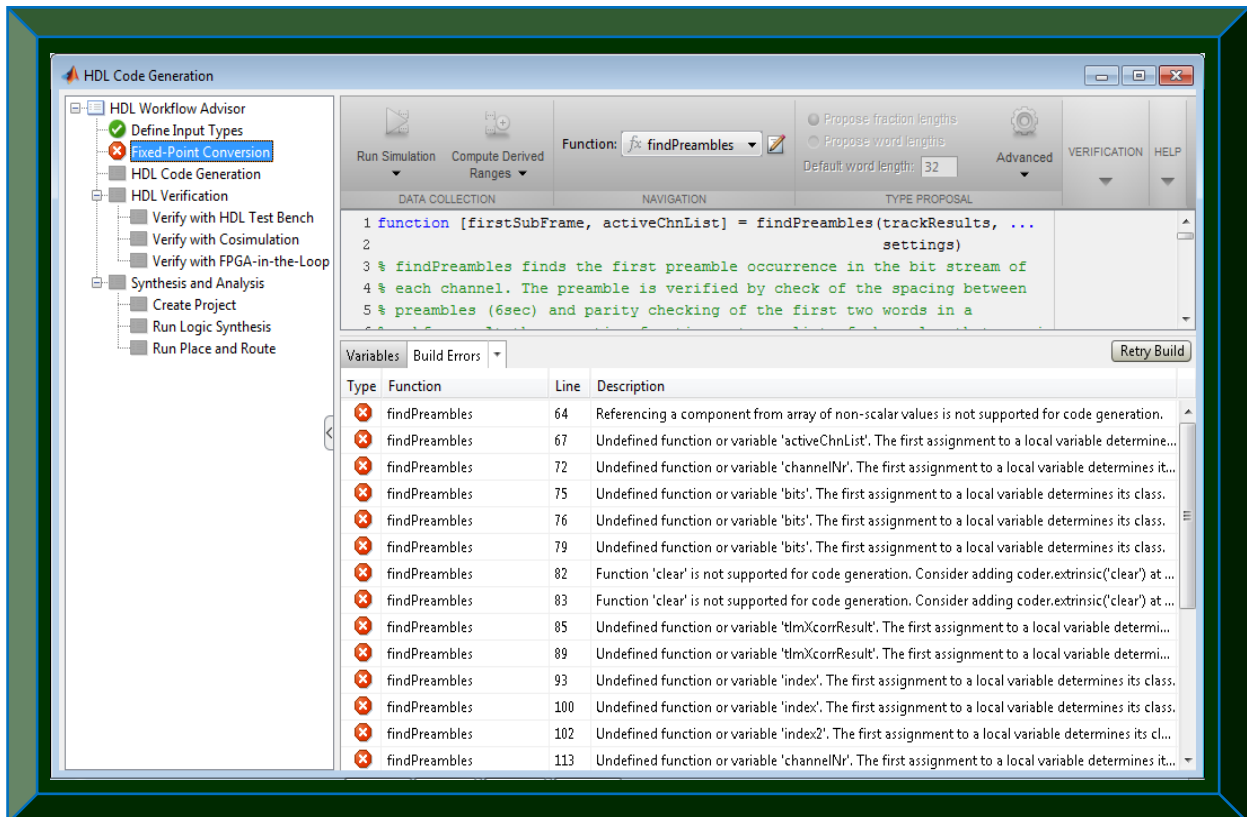 HDL Code Generation
HDL Workflow Advisor
Define Input Types
Fixed-Point Conversion
HDL Code Generation
HDL Verification
Verify with HDL Test Bench
Verify with Cosimulation
Verify with FPGA-in-the-Loop
Synthesis and Analysis
Create Project
Run Logic Synthesis
Run Place and Route
Run Simulation
Compute Derived Ranges
DATA COLLECTION
Function: fx findPreambles
NAVIGATION
Propose fraction lengths
Propose word lengths
Default word length: 32
Advanced
TYPE PROPOSAL
VERIFICATION
HELP
1 function [firstSubFrame, activeChnList] = findPreambles(trackResults, ...
2 settings)
3 % findPreambles finds the first preamble occurrence in the bit stream of
4 % each channel. The preamble is verified by check of the spacing between
5 % preambles (6sec) and parity checking of the first two words in a
Variables Build Errors Retry Build
Type Function Line Description
findPreambles 64 Referencing a component from array of non-scalar values is not supported for code generation.
findPreambles 67 Undefined function or variable 'activeChnList'. The first assignment to a local variable determine...
findPreambles 72 Undefined function or variable 'channelNr'. The first assignment to a local variable determines it...
findPreambles 75 Undefined function or variable 'bits'. The first assignment to a local variable determines its class.
findPreambles 76 Undefined function or variable 'bits'. The first assignment to a local variable determines its class.
findPreambles 79 Undefined function or variable 'bits'. The first assignment to a local variable determines its class.
findPreambles 82 Function 'clear' is not supported for code generation. Consider adding coder.extrinsic('clear') at ...
findPreambles 83 Function 'clear' is not supported for code generation. Consider adding coder.extrinsic('clear') at ...
findPreambles 85 Undefined function or variable 'tlmXcorrResult'. The first assignment to a local variable determi...
findPreambles 89 Undefined function or variable 'tlmXcorrResult'. The first assignment to a local variable determi...
findPreambles 93 Undefined function or variable 'index'. The first assignment to a local variable determines its class.
findPreambles 100 Undefined function or variable 'index'. The first assignment to a local variable determines its class.
findPreambles 102 Undefined function or variable 'index2'. The first assignment to a local variable determines its cl...
findPreambles 113 Undefined function or variable 'channelNr'. The first assignment to a local variable determines it...